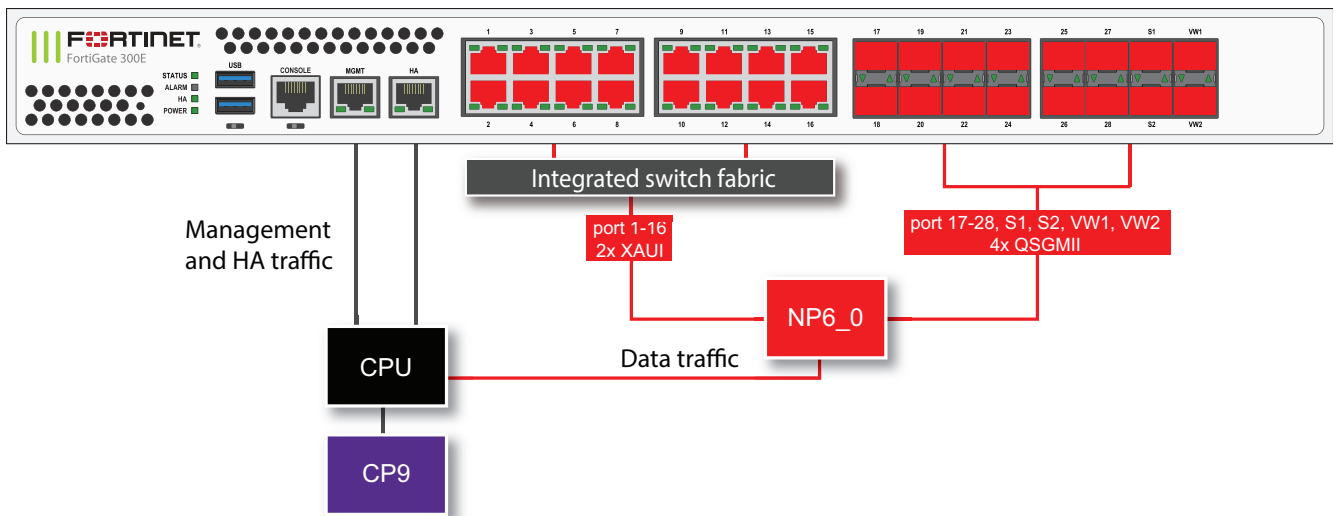 FORTINET.
FortiGate 300E
STATUS
ALARM
HA
POWER
USB
CONSOLE
MGMT
HA
1 3 5 7
2 4 6 8
9 11 13 15
10 12 14 16
17 19 21 23
18 20 22 24
25 27 S1 VW1
26 28 S2 VW2
Integrated switch fabric
Management
and HA traffic
port 1-16
2x XAUI
port 17-28, S1, S2, VW1, VW2
4x QSGMII
NP6_0
Data traffic
CPU
CP9